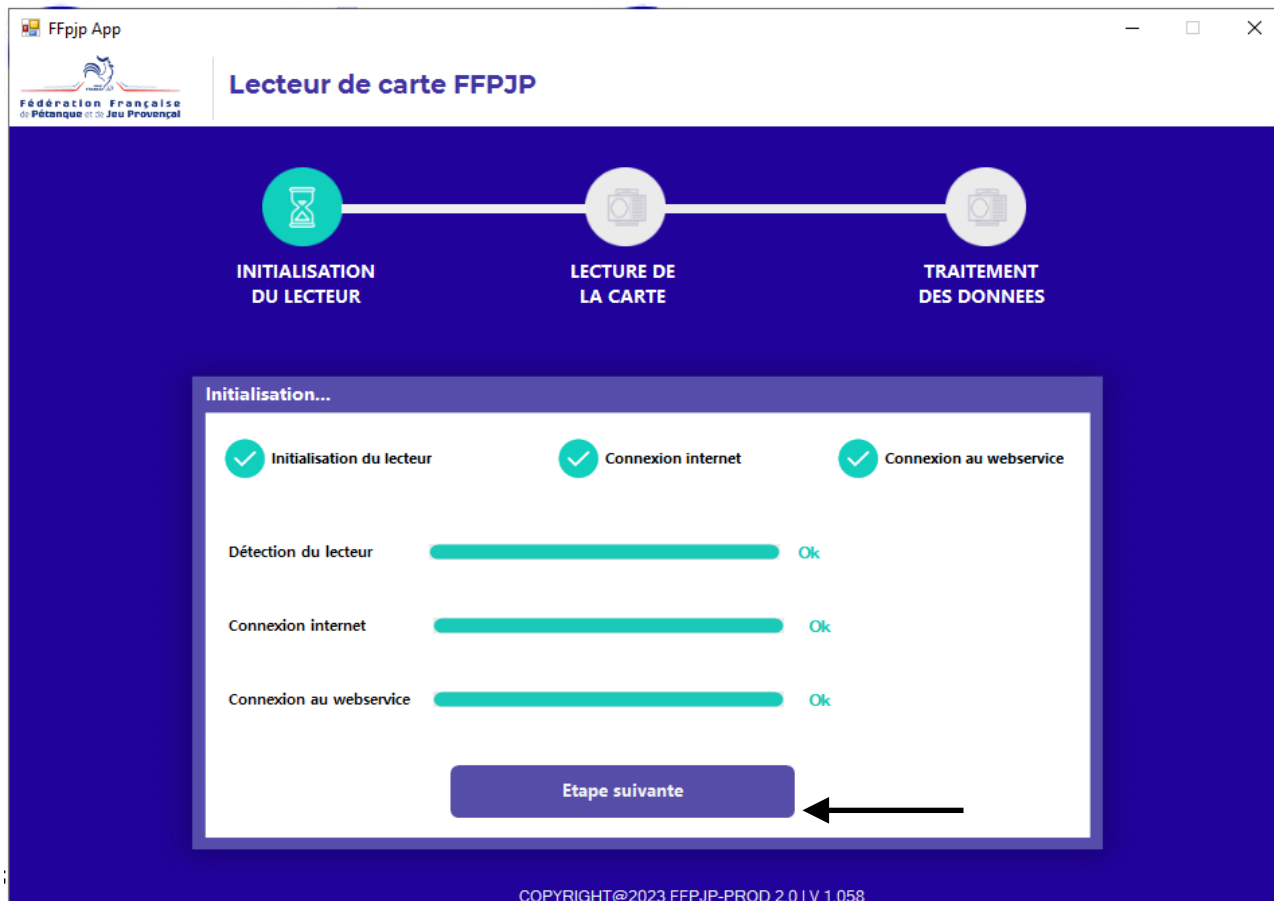 FFpjp App
Fédération Française
de Pétanque et de Jeu Provençal
Lecteur de carte FFPJP
INITIALISATION
DU LECTEUR
LECTURE DE
LA CARTE
TRAITEMENT
DES DONNEES
Initialisation...
Initialisation du lecteur
Connexion internet
Connexion au webservice
Détection du lecteur
Ok
Connexion internet
Ok
Connexion au webservice
Ok
Etape suivante
COPYRIGHT@2023 FFPJP-PROD 2.0 | V 1.058